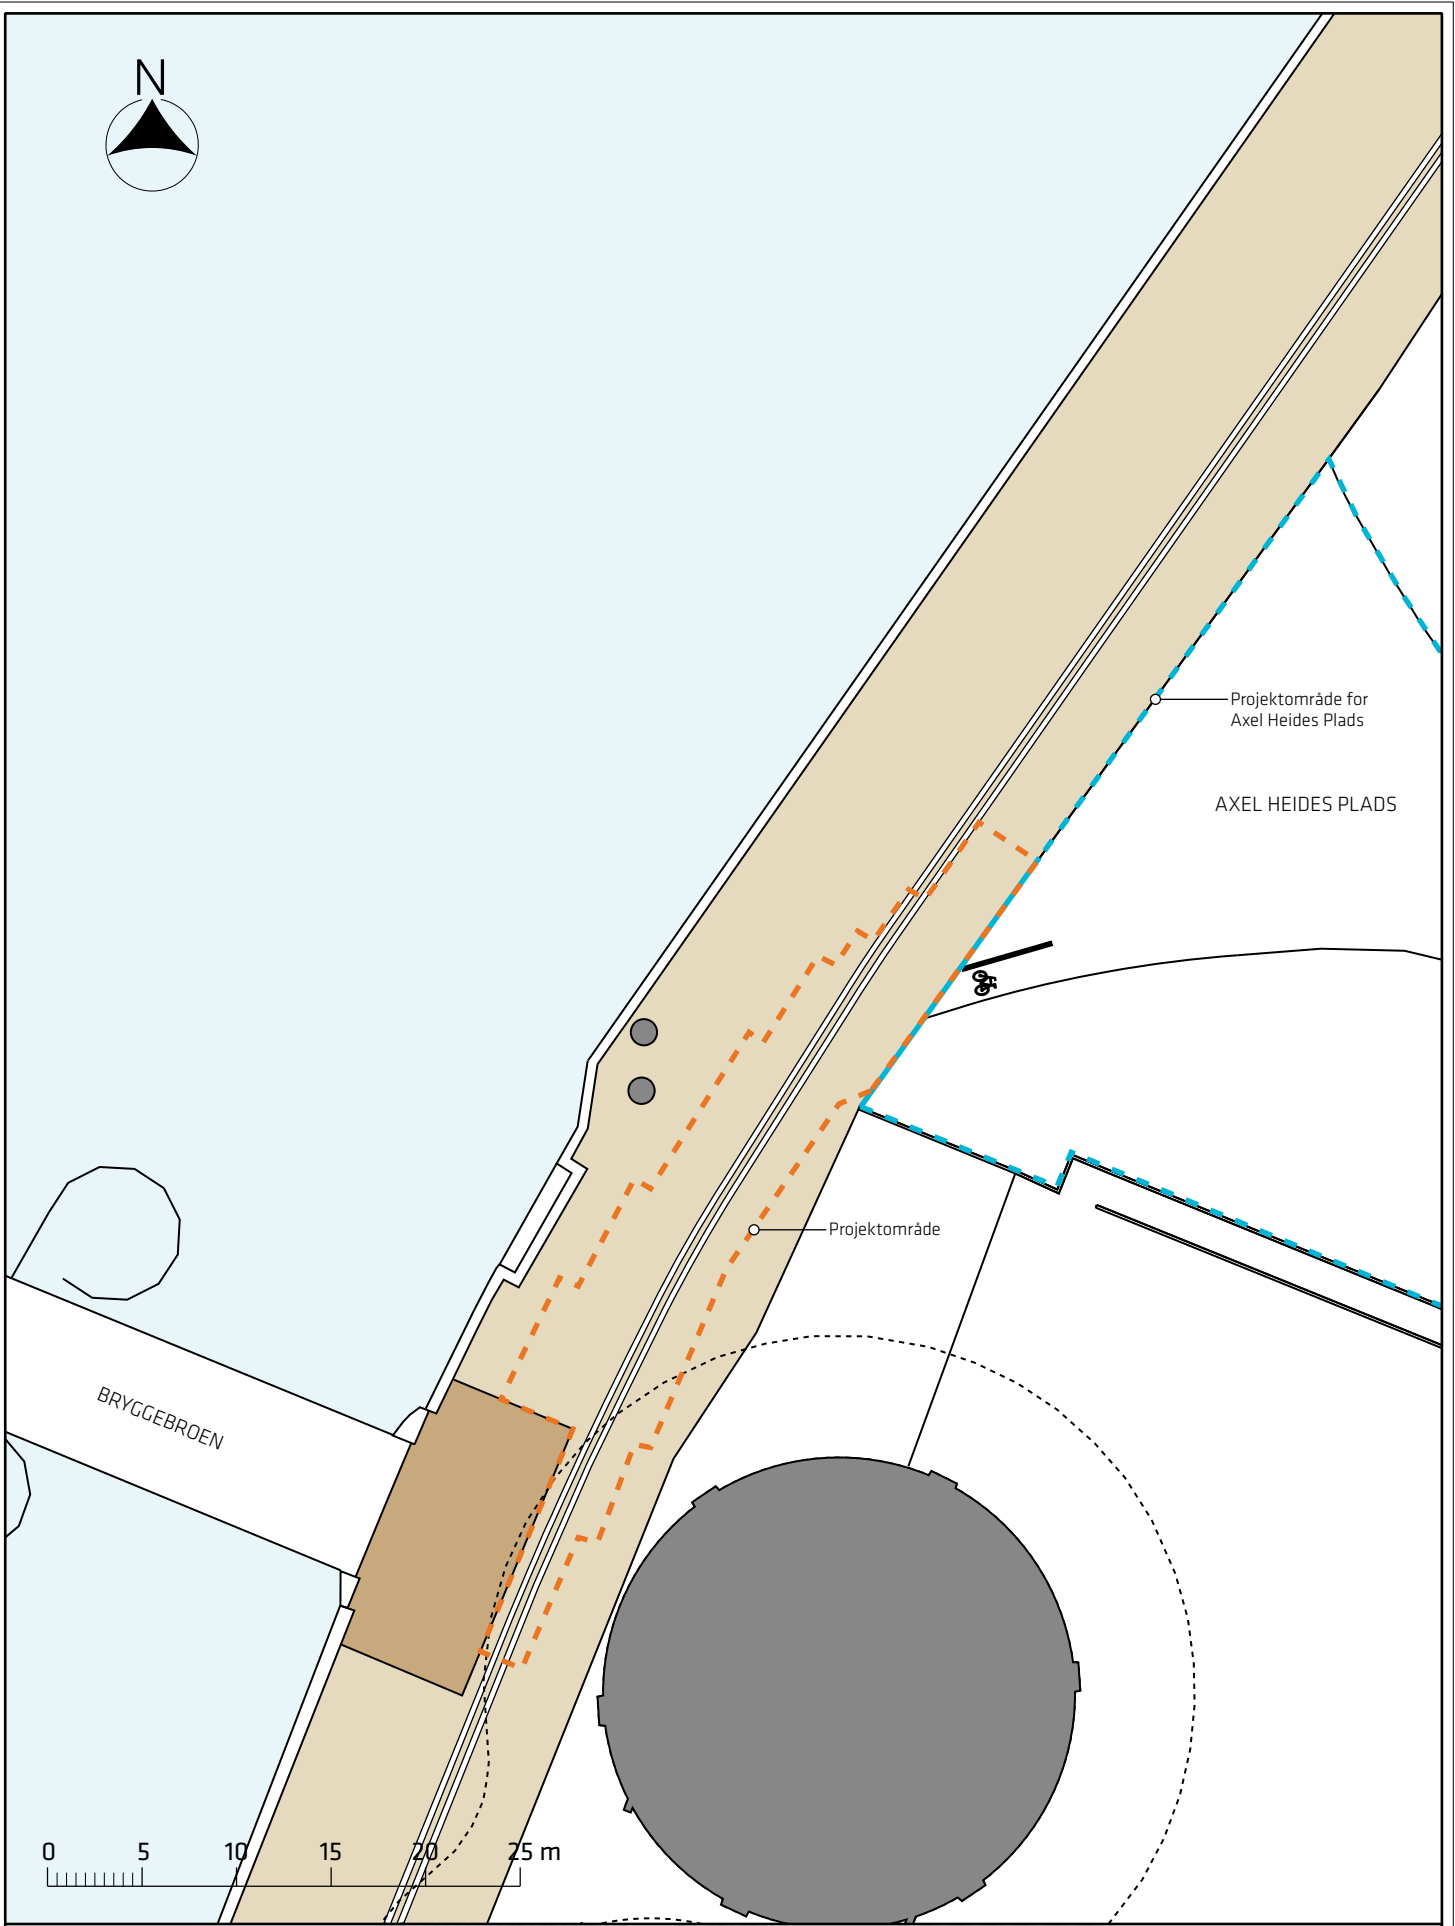 N
Projektområde for
Axel Heides Plads
AXEL HEIDES PLADS
Projektområde
BRYGGEBROEN
0 5 10 15 20 25 m